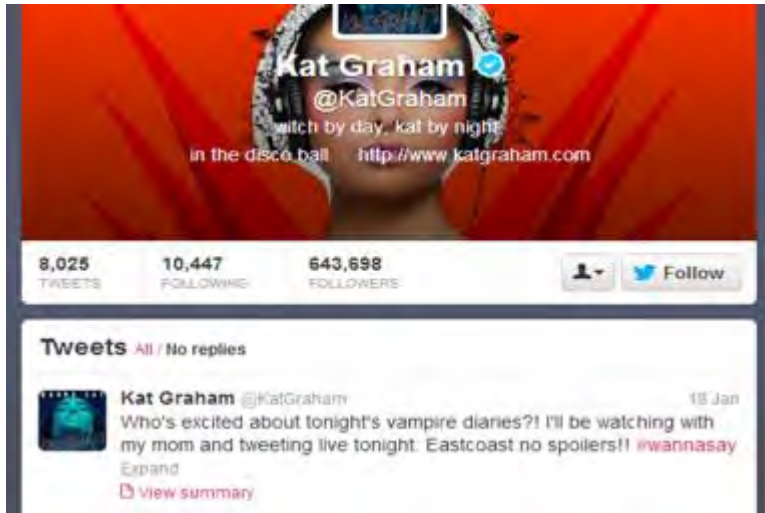 Kat Graham
@KatGraham
witch by day, kat by night
in the disco ball http://www.katgraham.com
8,025 10,447 643,698
TWEETS FOLLOWING FOLLOWERS
Follow
Tweets All / No replies
Kat Graham @KatGraham 18 Jan
Who's excited about tonight's vampire diaries?! I'll be watching with
my mom and tweeting live tonight. Eastcoast no spoilers!! #wannasay
Expand
View summary